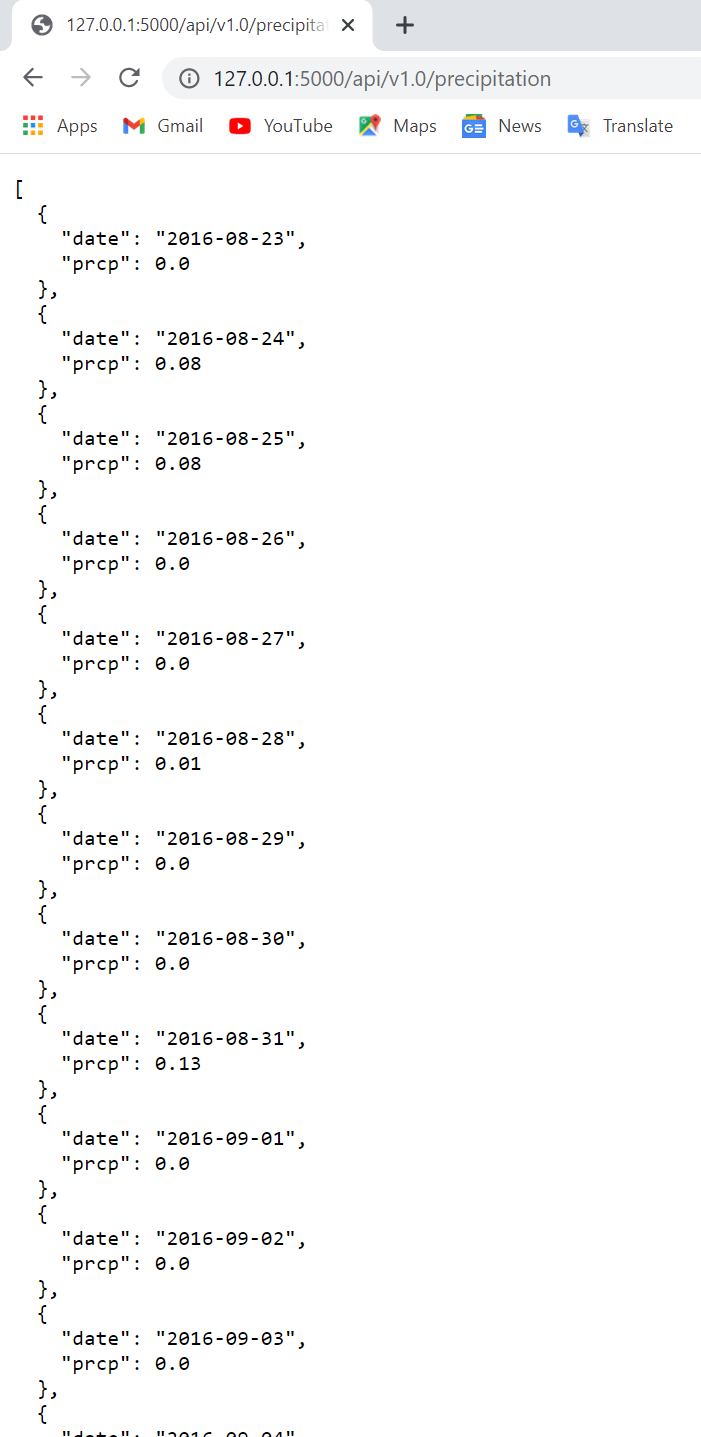 127.0.0.1:5000/api/v1.0/precipitat
127.0.0.1:5000/api/v1.0/precipitation
Apps Gmail YouTube Maps News Translate
[
{
"date": "2016-08-23",
"prcp": 0.0
},
{
"date": "2016-08-24",
"prcp": 0.08
},
{
"date": "2016-08-25",
"prcp": 0.08
},
{
"date": "2016-08-26",
"prcp": 0.0
},
{
"date": "2016-08-27",
"prcp": 0.0
},
{
"date": "2016-08-28",
"prcp": 0.01
},
{
"date": "2016-08-29",
"prcp": 0.0
},
{
"date": "2016-08-30",
"prcp": 0.0
},
{
"date": "2016-08-31",
"prcp": 0.13
},
{
"date": "2016-09-01",
"prcp": 0.0
},
{
"date": "2016-09-02",
"prcp": 0.0
},
{
"date": "2016-09-03",
"prcp": 0.0
},
{
"date": "2016-09-04"